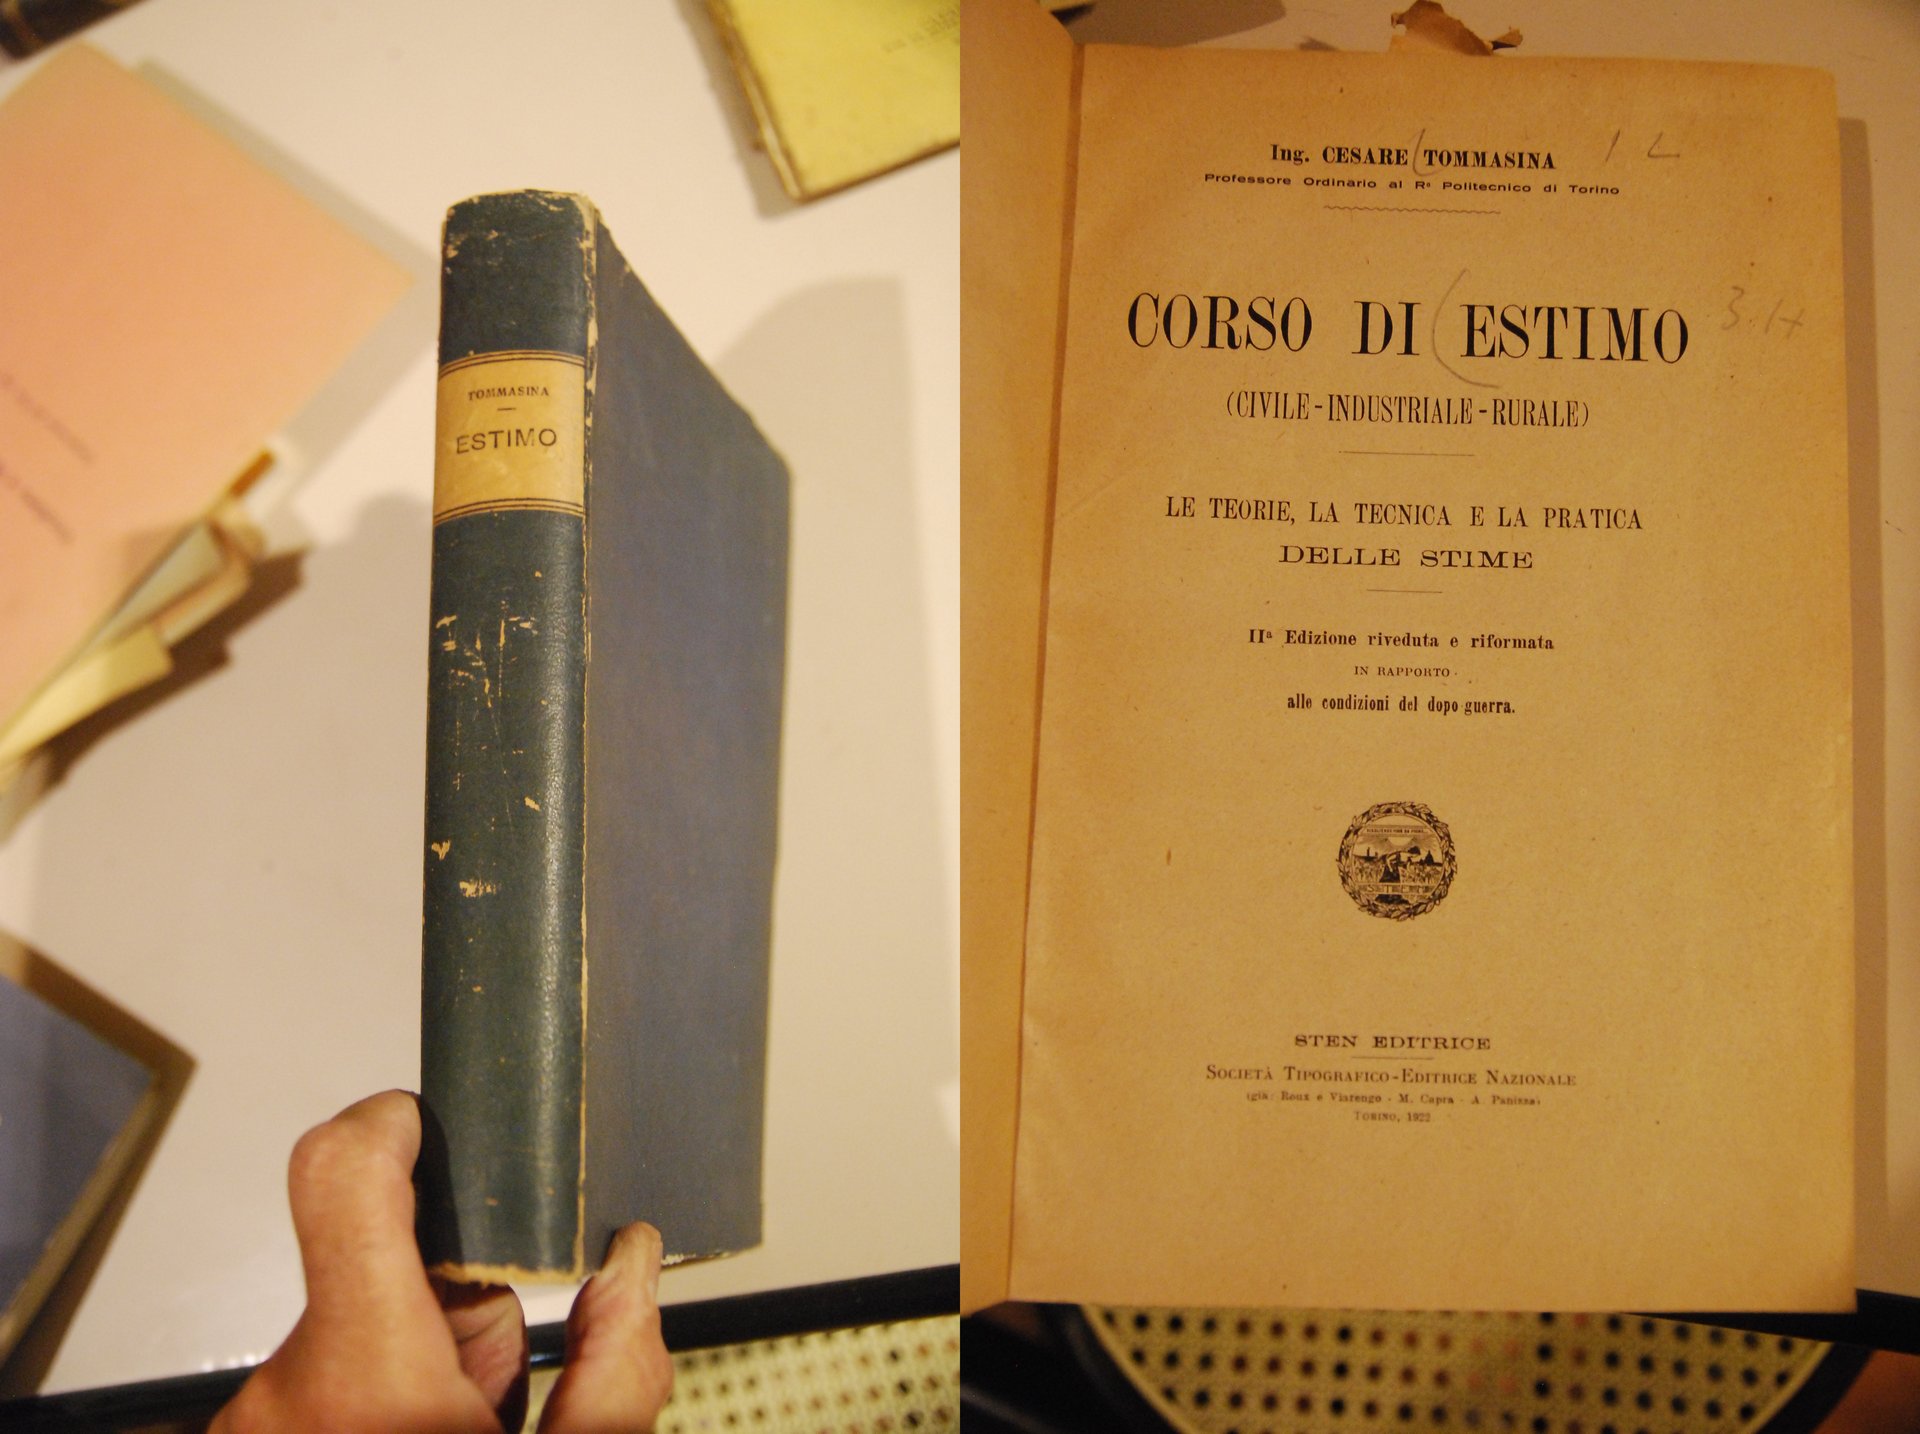 TOMMASINA
ESTIMO
Ing. CESARE TOMMASINA
Professore Ordinario al Rº Politecnico di Torino
1 L
CORSO DI ESTIMO
(CIVILE-INDUSTRIALE-RURALE)
LE TEORIE, LA TECNICA E LA PRATICA
DELLE STIME
IIª Edizione riveduta e riformata
IN RAPPORTO
alle condizioni del dopo guerra.
STEN EDITRICE
SOCIETÀ TIPOGRAFICO-EDITRICE NAZIONALE
(già: Roux e Viarengo - M. Capra - A. Panizza)
TORINO, 1922